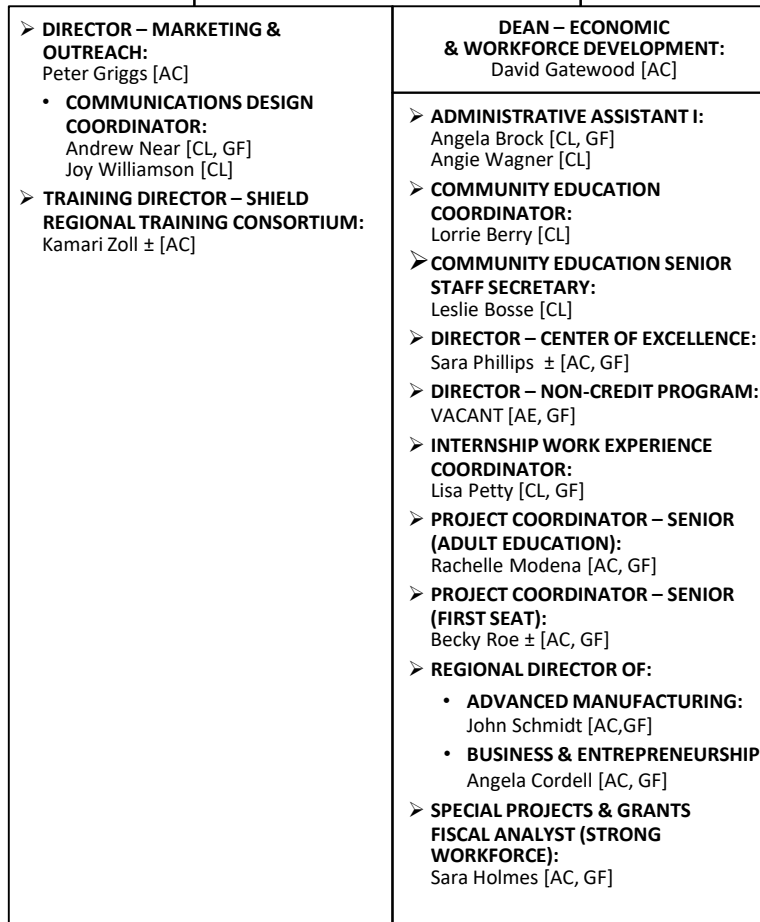 ➢ DIRECTOR – MARKETING &
OUTREACH:
Peter Griggs [AC]
• COMMUNICATIONS DESIGN
COORDINATOR:
Andrew Near [CL, GF]
Joy Williamson [CL]
➢ TRAINING DIRECTOR – SHIELD
REGIONAL TRAINING CONSORTIUM:
Kamari Zoll ± [AC]
DEAN – ECONOMIC
& WORKFORCE DEVELOPMENT:
David Gatewood [AC]
➢ ADMINISTRATIVE ASSISTANT I:
Angela Brock [CL, GF]
Angie Wagner [CL]
➢ COMMUNITY EDUCATION
COORDINATOR:
Lorrie Berry [CL]
➢ COMMUNITY EDUCATION SENIOR
STAFF SECRETARY:
Leslie Bosse [CL]
➢ DIRECTOR – CENTER OF EXCELLENCE:
Sara Phillips ± [AC, GF]
➢ DIRECTOR – NON-CREDIT PROGRAM:
VACANT [AE, GF]
➢ INTERNSHIP WORK EXPERIENCE
COORDINATOR:
Lisa Petty [CL, GF]
➢ PROJECT COORDINATOR – SENIOR
(ADULT EDUCATION):
Rachelle Modena [AC, GF]
➢ PROJECT COORDINATOR – SENIOR
(FIRST SEAT):
Becky Roe ± [AC, GF]
➢ REGIONAL DIRECTOR OF:
• ADVANCED MANUFACTURING:
John Schmidt [AC,GF]
• BUSINESS & ENTREPRENEURSHIP
Angela Cordell [AC, GF]
➢ SPECIAL PROJECTS & GRANTS
FISCAL ANALYST (STRONG
WORKFORCE):
Sara Holmes [AC, GF]